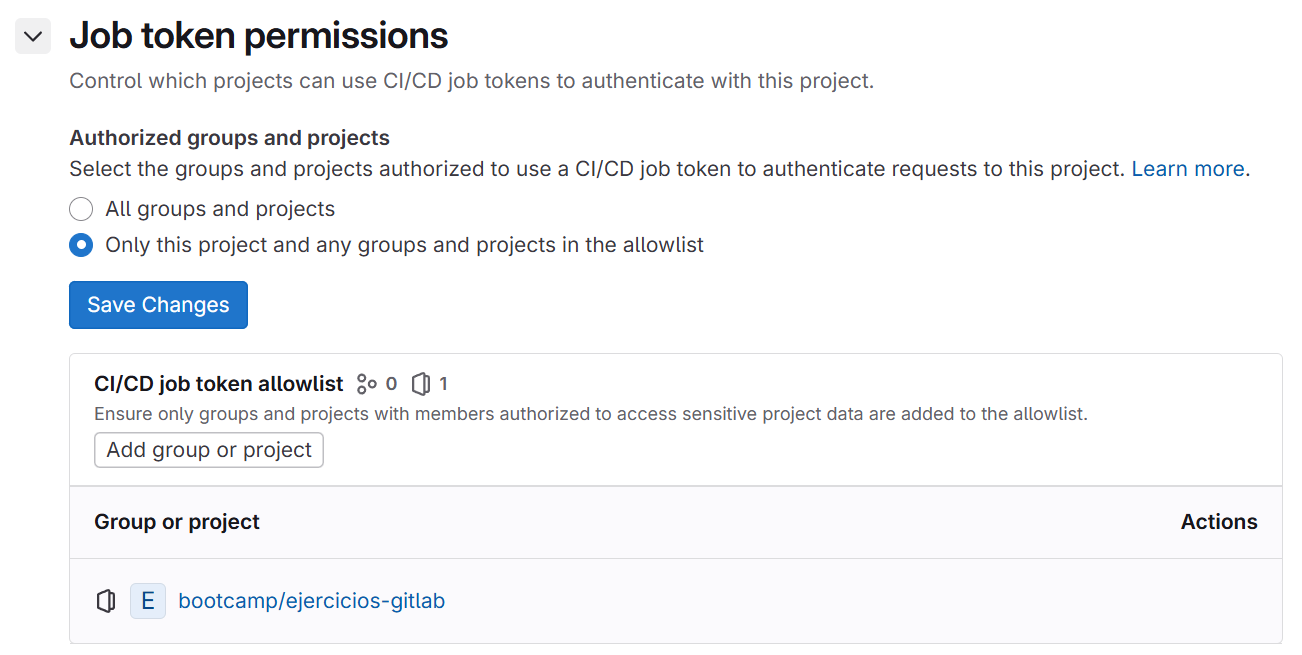 Job token permissions
Control which projects can use CI/CD job tokens to authenticate with this project.
Authorized groups and projects
Select the groups and projects authorized to use a CI/CD job token to authenticate requests to this project. Learn more.
All groups and projects
Only this project and any groups and projects in the allowlist
Save Changes
CI/CD job token allowlist 0 1
Ensure only groups and projects with members authorized to access sensitive project data are added to the allowlist.
Add group or project
Group or project Actions
E bootcamp/ejercicios-gitlab